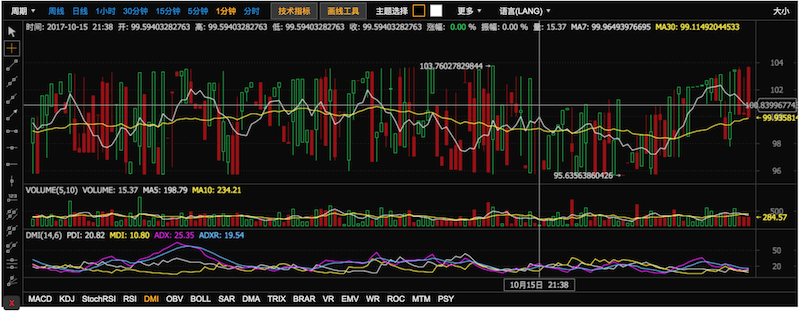 周期 周线 日线 1小时 30分钟 15分钟 5分钟 1分钟 分时 技术指标 画线工具 主题选择 更多 语言(LANG) 大小
时间: 2017-10-15 21:38 开: 99.59403282763 高: 99.59403282763 收: 99.59403282763 低: 99.59403282763 涨幅: 0.00 % 振幅: 0.00 % 量: 15.37 MA7: 99.96493976695 MA30: 99.11492044533
103.76027829844
104
102
100.83996774
99.93581
98
96
95.63563860426
VOLUME(5,10) VOLUME: 15.37 MA5: 198.79 MA10: 234.21
500
284.57
DMI(14,6) PDI: 20.82 MDI: 10.80 ADX: 25.35 ADXR: 19.54
50
20
10月15日 21:38
X MACD KDJ StochRSI RSI DMI OBV BOLL SAR DMA TRIX BRAR VR EMV WR ROC MTM PSY